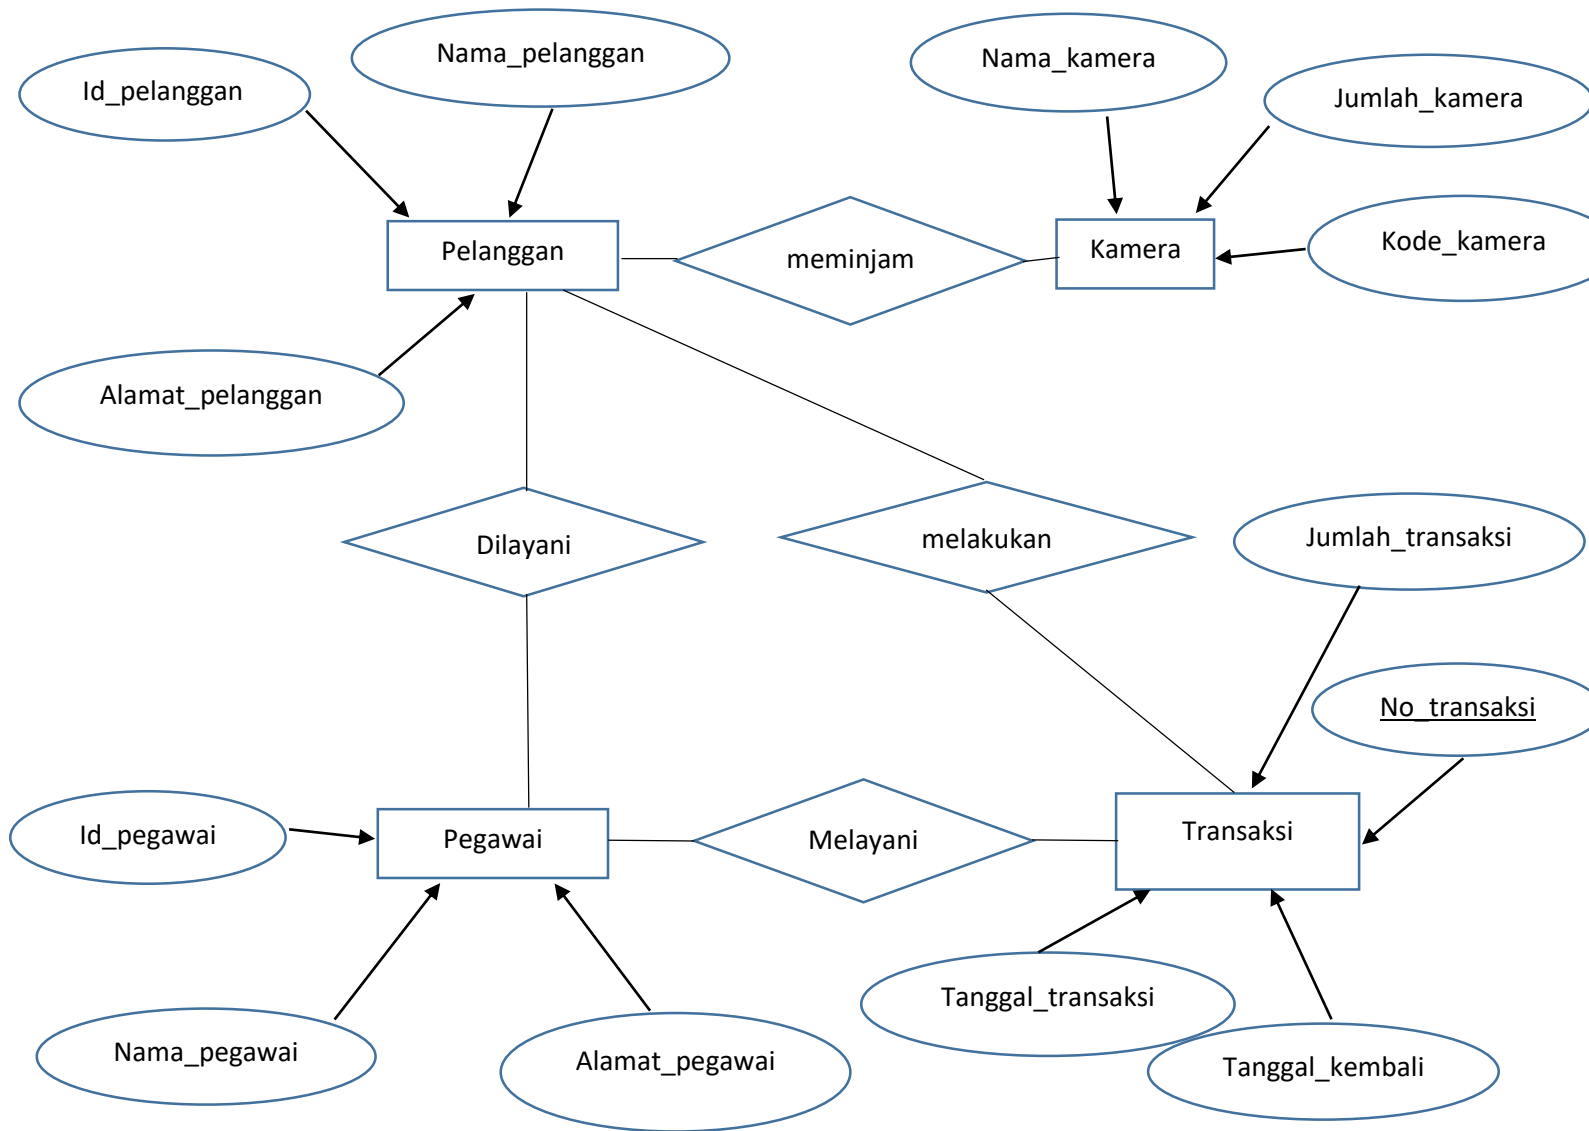 Nama_pelanggan
Nama_kamera
Id_pelanggan
Jumlah_kamera
Pelanggan
meminjam
Kamera
Kode_kamera
Alamat_pelanggan
Dilayani
melakukan
Jumlah_transaksi
No_transaksi
Id_pegawai
Pegawai
Melayani
Transaksi
Tanggal_transaksi
Nama_pegawai
Alamat_pegawai
Tanggal_kembali